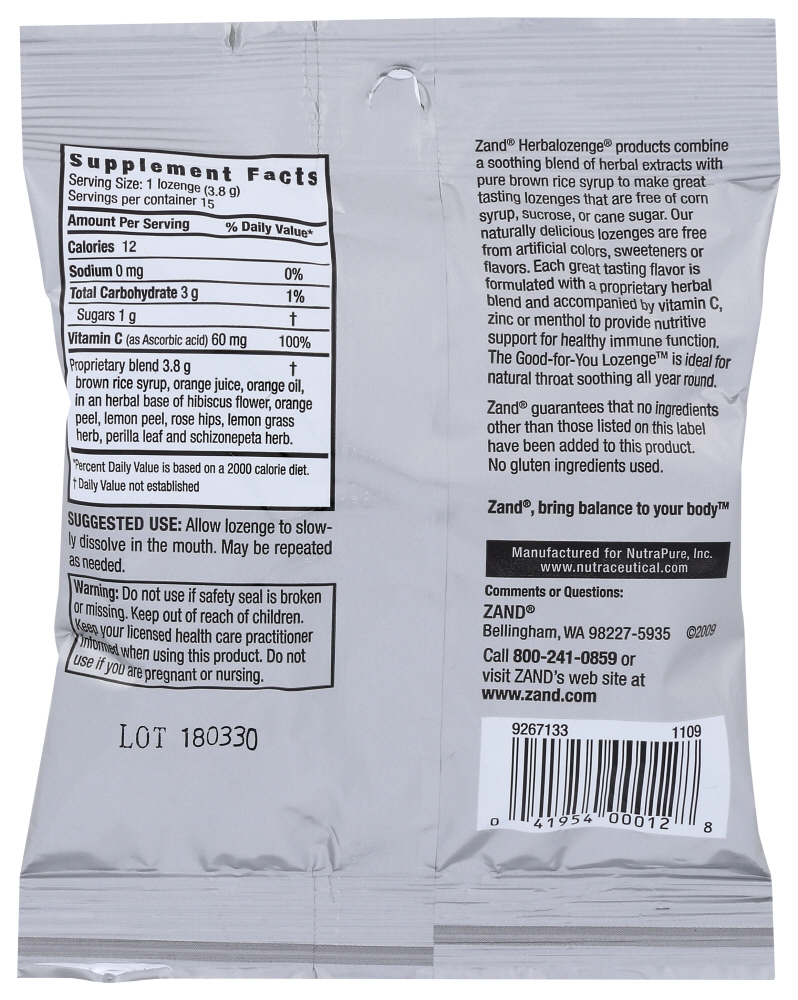 Supplement Facts
Serving Size: 1 lozenge (3.8 g)
Servings per container 15
Amount Per Serving % Daily Value*
Calories 12
Sodium 0 mg 0%
Total Carbohydrate 3 g 1%
Sugars 1 g †
Vitamin C (as Ascorbic acid) 60 mg 100%
Proprietary blend 3.8 g †
brown rice syrup, orange juice, orange oil,
in an herbal base of hibiscus flower, orange
peel, lemon peel, rose hips, lemon grass
herb, perilla leaf and schizonepeta herb.
*Percent Daily Value is based on a 2000 calorie diet.
† Daily Value not established
SUGGESTED USE: Allow lozenge to slow-
ly dissolve in the mouth. May be repeated
as needed.
Warning: Do not use if safety seal is broken
or missing. Keep out of reach of children.
Keep your licensed health care practitioner
informed when using this product. Do not
use if you are pregnant or nursing.
LOT 180330
Zand® Herbalozenge® products combine
a soothing blend of herbal extracts with
pure brown rice syrup to make great
tasting lozenges that are free of corn
syrup, sucrose, or cane sugar. Our
naturally delicious lozenges are free
from artificial colors, sweeteners or
flavors. Each great tasting flavor is
formulated with a proprietary herbal
blend and accompanied by vitamin C,
zinc or menthol to provide nutritive
support for healthy immune function.
The Good-for-You Lozenge™ is ideal for
natural throat soothing all year round.
Zand® guarantees that no ingredients
other than those listed on this label
have been added to this product.
No gluten ingredients used.
Zand®, bring balance to your body™
Manufactured for NutraPure, Inc.
www.nutraceutical.com
Comments or Questions:
ZAND®
Bellingham, WA 98227-5935 ©2009
Call 800-241-0859 or
visit ZAND's web site at
www.zand.com
9267133 1109
0 41954 00012 8